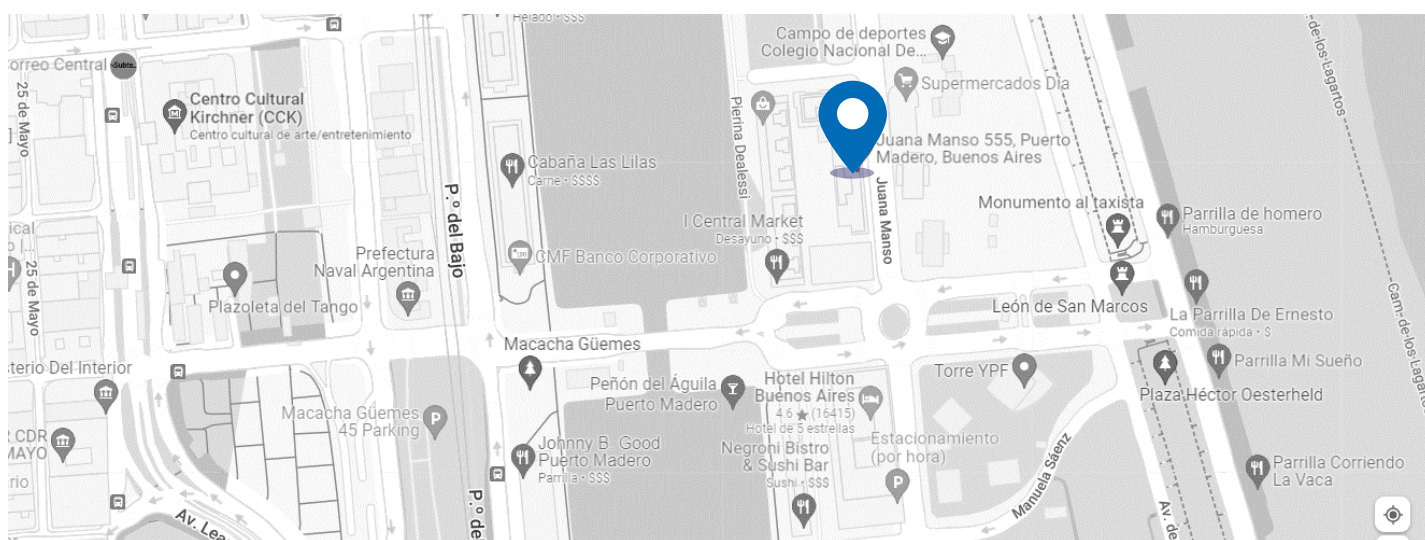 Helado • $$$
Campo de deportes
Colegio Nacional De...
orreo Central
Subte..
Supermercados Dia
25 de Mayo
Centro Cultural
Kirchner (CCK)
Centro cultural de arte/entretenimiento
Pierina Dealessi
de-los-Lagartos
Juana Manso 555, Puerto
Madero, Buenos Aires
Cabaña Las Lilas
Carne • $$$$
P.º del Bajo
Juana Manso
Monumento al taxista
Parrilla de homero
Hamburguesa
I Central Market
Desayuno • $$$
CMF Banco Corporativo
Prefectura
Naval Argentina
25 de Mayo
Plazoleta del Tango
León de San Marcos
La Parrilla De Ernesto
Comida rápida • $
Cam.-de-los-Lagartos
Macacha Güemes
sterio Del Interior
Parrilla Mi Sueño
Torre YPF
Peñón del Águila
Puerto Madero
Hotel Hilton
Buenos Aires
4.6 ★ (16415)
Hotel de 5 estrellas
Plaza Héctor Oesterheld
Macacha Güemes
45 Parking
P
Estacionamiento
(por hora)
P
R CDR
MAYO
Johnny B. Good
Puerto Madero
Parrilla • $$$
Negroni Bistro
& Sushi Bar
Sushi • $$$
Manuela Sáenz
Parrilla Corriendo
La Vaca
rio
Av. Lea
P.º de
Av. de